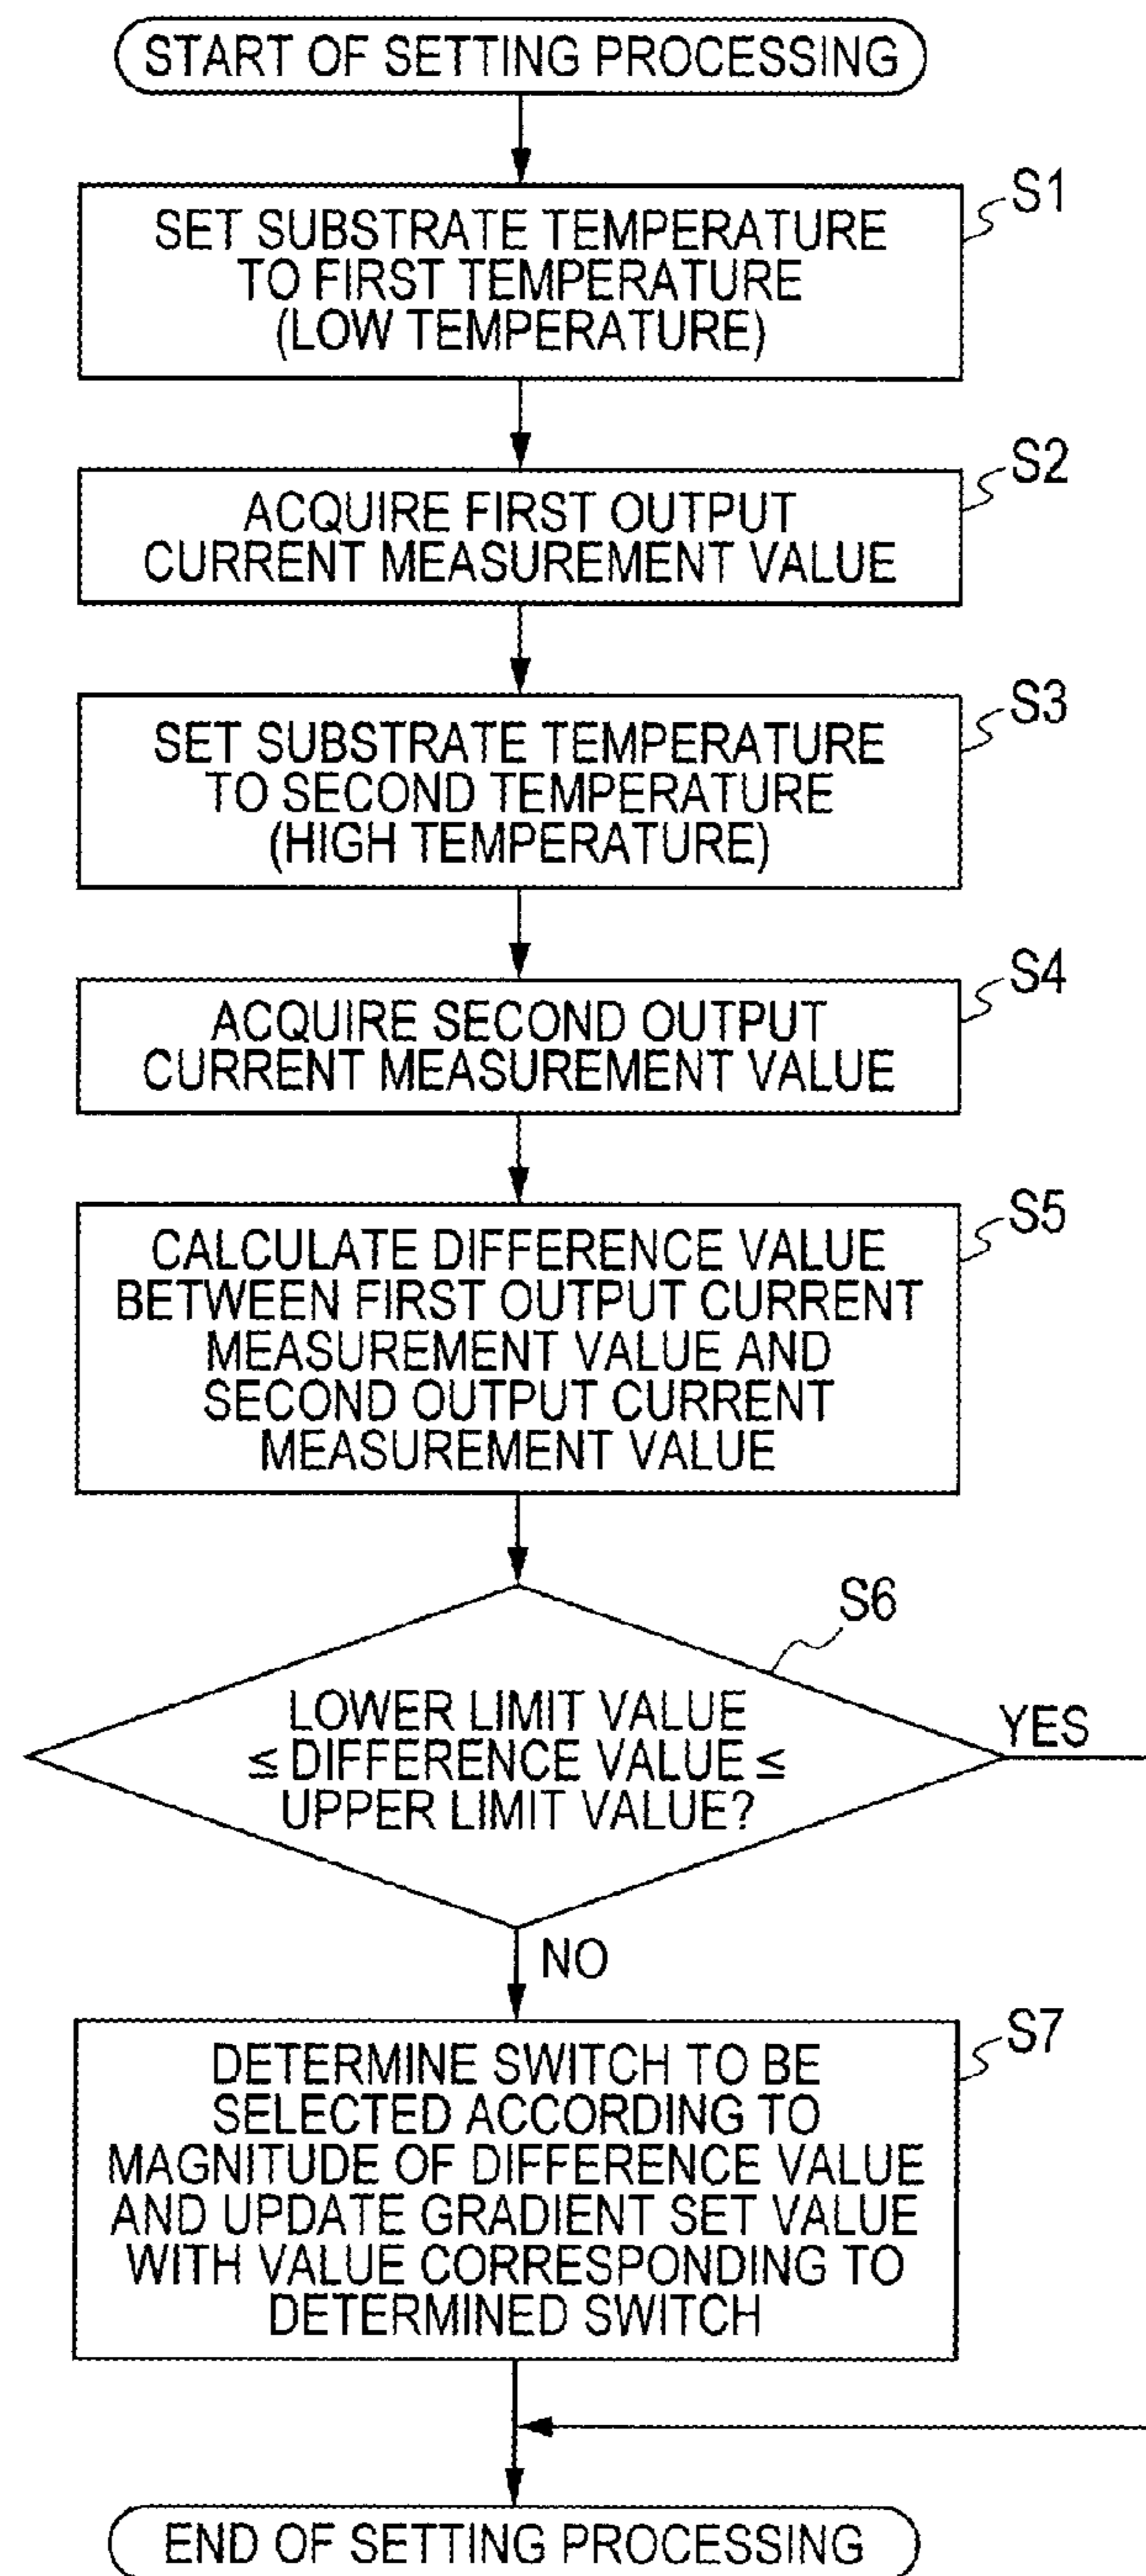 START OF SETTING PROCESSING
S1
SET SUBSTRATE TEMPERATURE
TO FIRST TEMPERATURE
(LOW TEMPERATURE)
S2
ACQUIRE FIRST OUTPUT
CURRENT MEASUREMENT VALUE
S3
SET SUBSTRATE TEMPERATURE
TO SECOND TEMPERATURE
(HIGH TEMPERATURE)
S4
ACQUIRE SECOND OUTPUT
CURRENT MEASUREMENT VALUE
S5
CALCULATE DIFFERENCE VALUE
BETWEEN FIRST OUTPUT CURRENT
MEASUREMENT VALUE AND
SECOND OUTPUT CURRENT
MEASUREMENT VALUE
S6
LOWER LIMIT VALUE
≤ DIFFERENCE VALUE ≤
UPPER LIMIT VALUE?
YES
NO
S7
DETERMINE SWITCH TO BE
SELECTED ACCORDING TO
MAGNITUDE OF DIFFERENCE VALUE
AND UPDATE GRADIENT SET VALUE
WITH VALUE CORRESPONDING TO
DETERMINED SWITCH
END OF SETTING PROCESSING